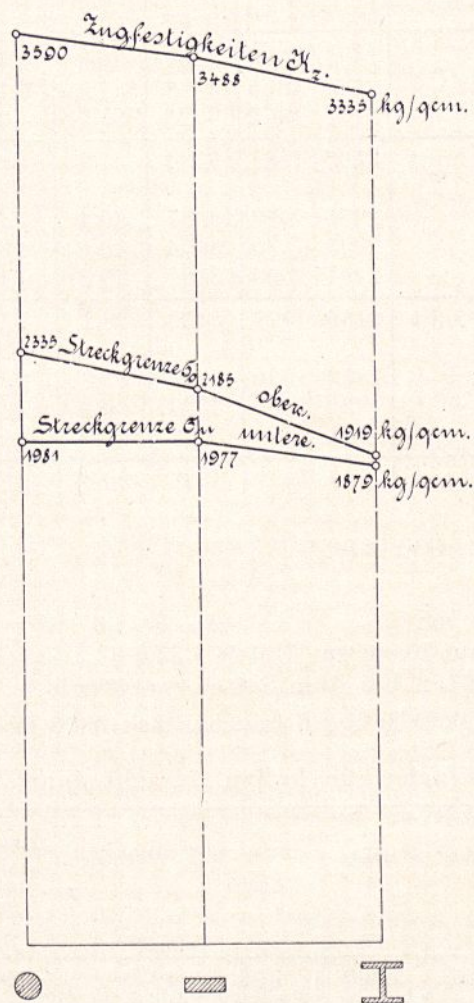 Zugfestigkeiten Kz.
3590
3488
3335 kg/qcm.
2335 Streckgrenze σo 2185 obere.
1919 kg/qcm.
Streckgrenze σu untere.
1981
1977
1879 kg/qcm.